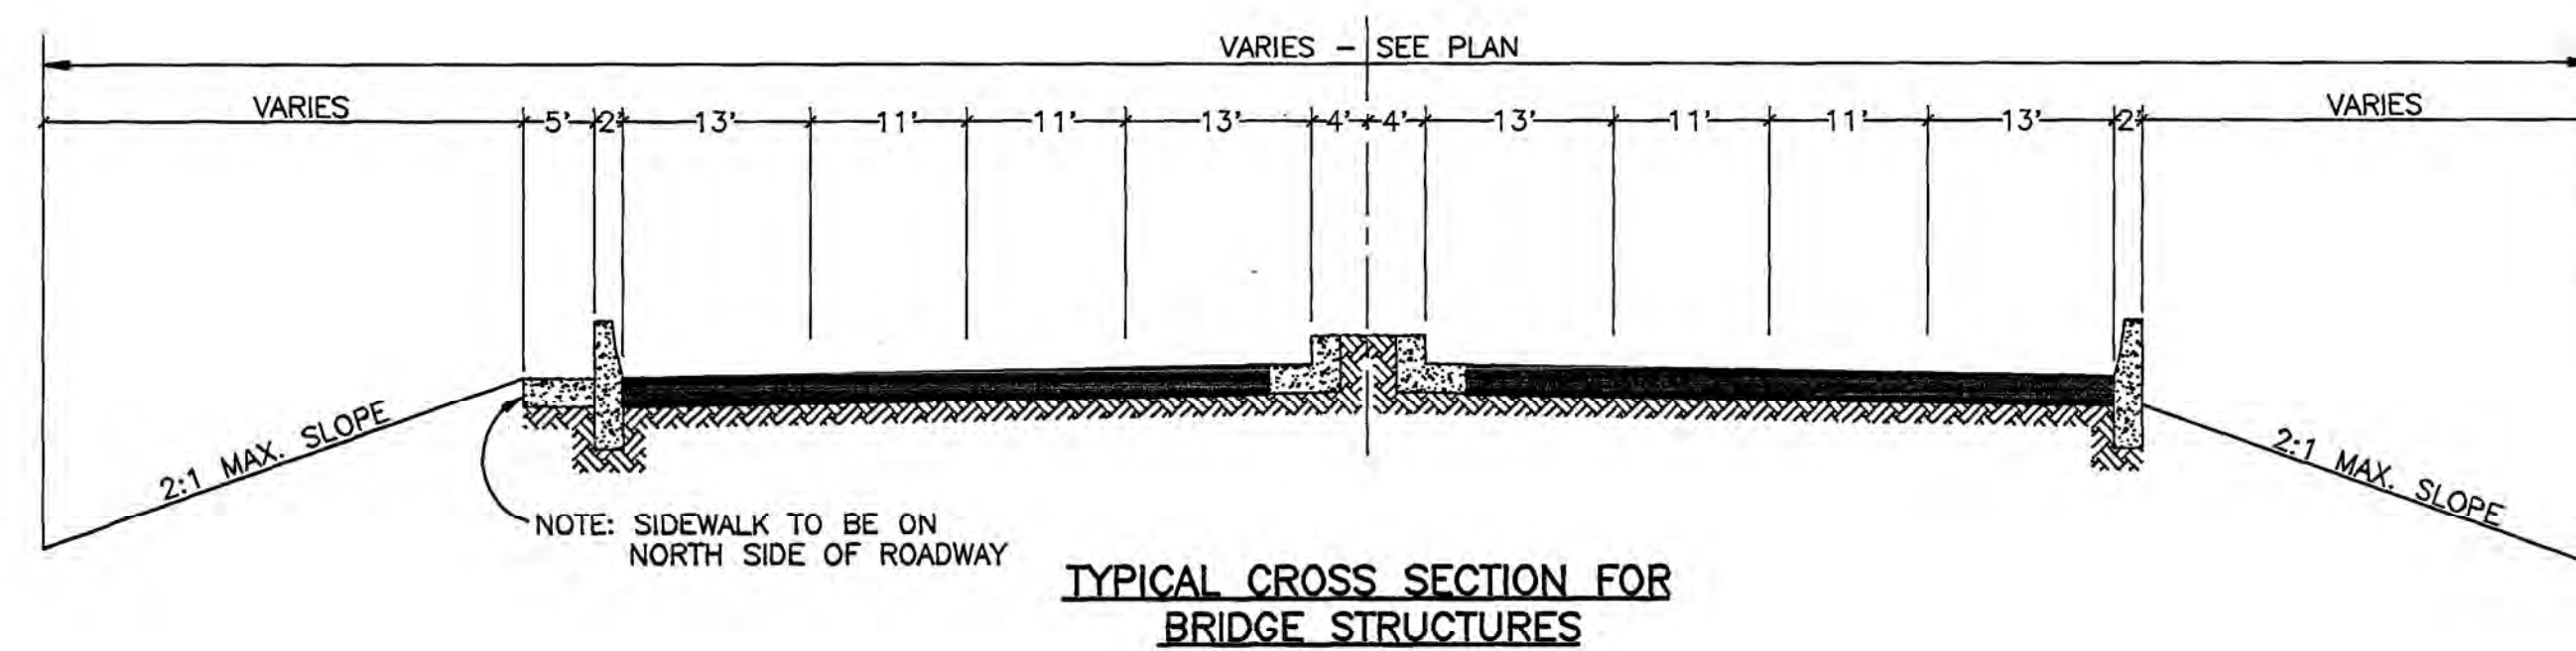 VARIES - SEE PLAN
VARIES 5' 2' 13' 11' 11' 13' 4' 4' 13' 11' 11' 13' 2' VARIES
2:1 MAX. SLOPE
2:1 MAX. SLOPE
NOTE: SIDEWALK TO BE ON
NORTH SIDE OF ROADWAY
TYPICAL CROSS SECTION FOR
BRIDGE STRUCTURES